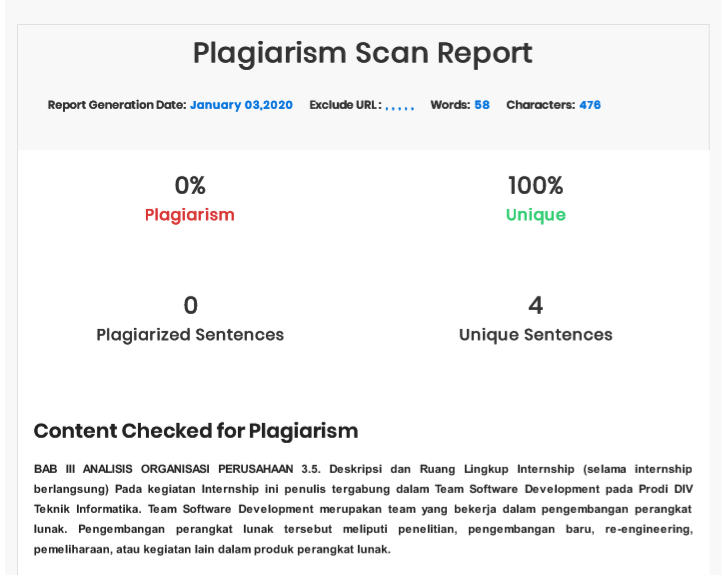 Plagiarism Scan Report
Report Generation Date: January 03,2020 Exclude URL: , , , , , Words: 58 Characters: 476
0% 100%
Plagiarism Unique
0 4
Plagiarized Sentences Unique Sentences
Content Checked for Plagiarism
BAB III ANALISIS ORGANISASI PERUSAHAAN 3.5. Deskripsi dan Ruang Lingkup Internship (selama internship
berlangsung) Pada kegiatan Internship ini penulis tergabung dalam Team Software Development pada Prodi DIV
Teknik Informatika. Team Software Development merupakan team yang bekerja dalam pengembangan perangkat
lunak. Pengembangan perangkat lunak tersebut meliputi penelitian, pengembangan baru, re-engineering,
pemeliharaan, atau kegiatan lain dalam produk perangkat lunak.